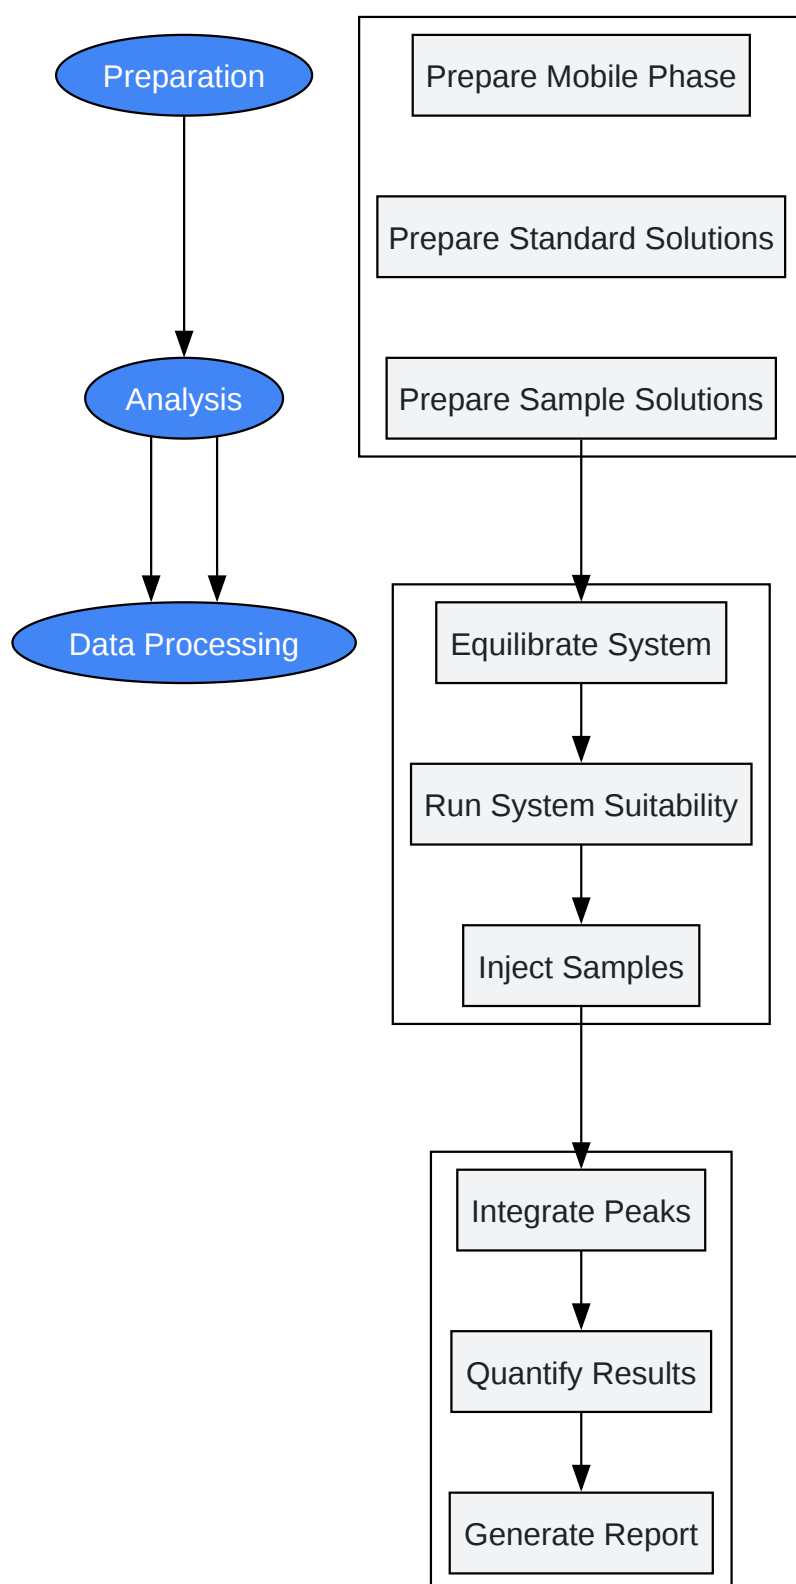 Preparation
Analysis
Data Processing
Prepare Mobile Phase
Prepare Standard Solutions
Prepare Sample Solutions
Equilibrate System
Run System Suitability
Inject Samples
Integrate Peaks
Quantify Results
Generate Report